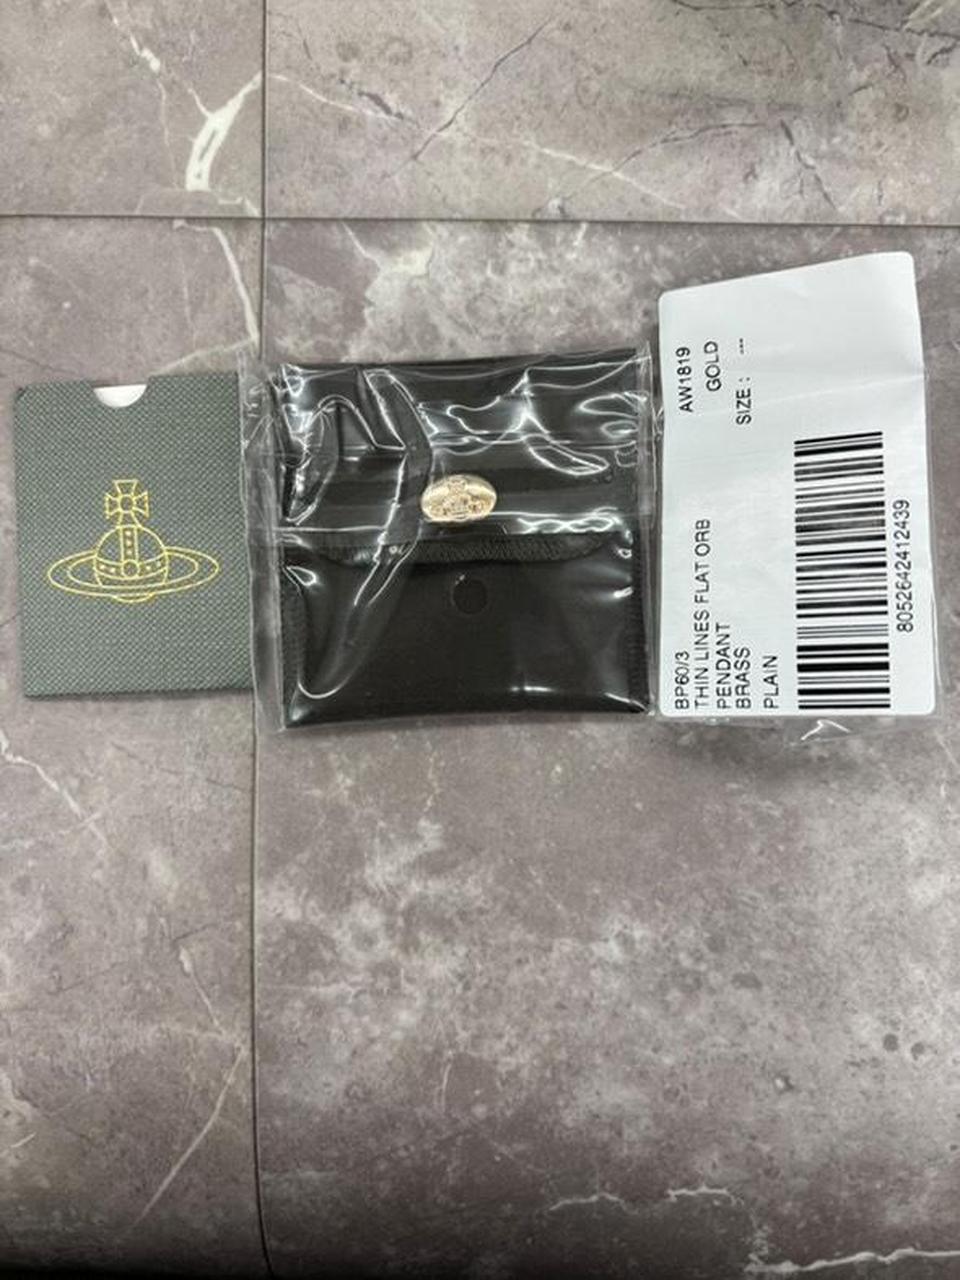 AW1819
GOLD
SIZE : ---
BP60/3
THIN LINES FLAT ORB
PENDANT
BRASS
PLAIN
8052642412439